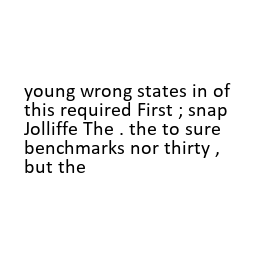 young wrong states in of
this required First ; snap
Jolliffe The . the to sure
benchmarks nor thirty ,
but the